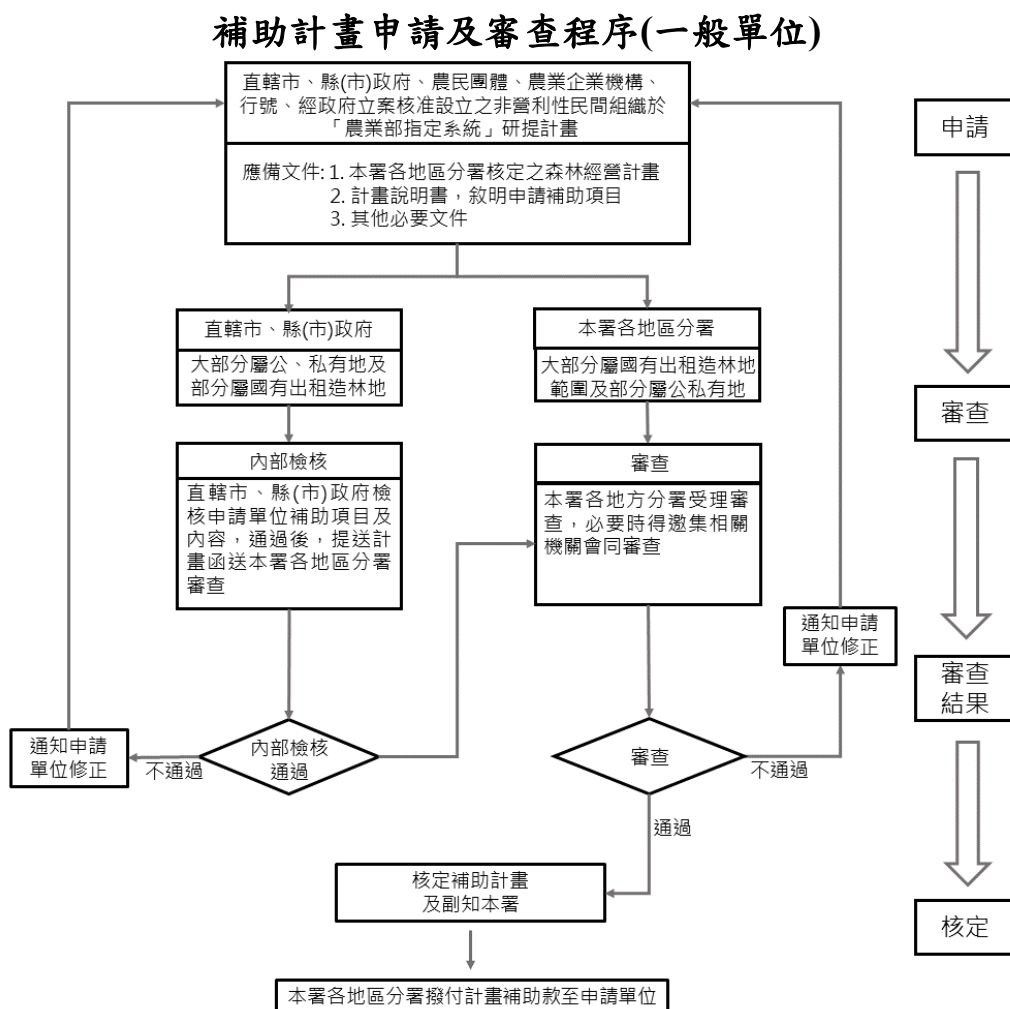 補助計畫申請及審查程序(一般單位)
直轄市、縣(市)政府、農民團體、農業企業機構、
行號、經政府立案核准設立之非營利性民間組織於
「農業部指定系統」研提計畫
應備文件: 1. 本署各地區分署核定之森林經營計畫
2. 計畫說明書，敘明申請補助項目
3. 其他必要文件
申請
直轄市、縣(市)政府
大部分屬公、私有地及
部分屬國有出租造林地
本署各地區分署
大部分屬國有出租造林地
範圍及部分屬公私有地
審查
內部檢核
直轄市、縣(市)政府檢
核申請單位補助項目及
內容，通過後，提送計
畫函送本署各地區分署
審查
審查
本署各地方分署受理審
查，必要時得邀集相關
機關會同審查
通知申請
單位修正
審查
結果
通知申請
單位修正
不通過
內部檢核
通過
審查
不通過
通過
核定補助計畫
及副知本署
核定
本署各地區分署撥付計畫補助款至申請單位